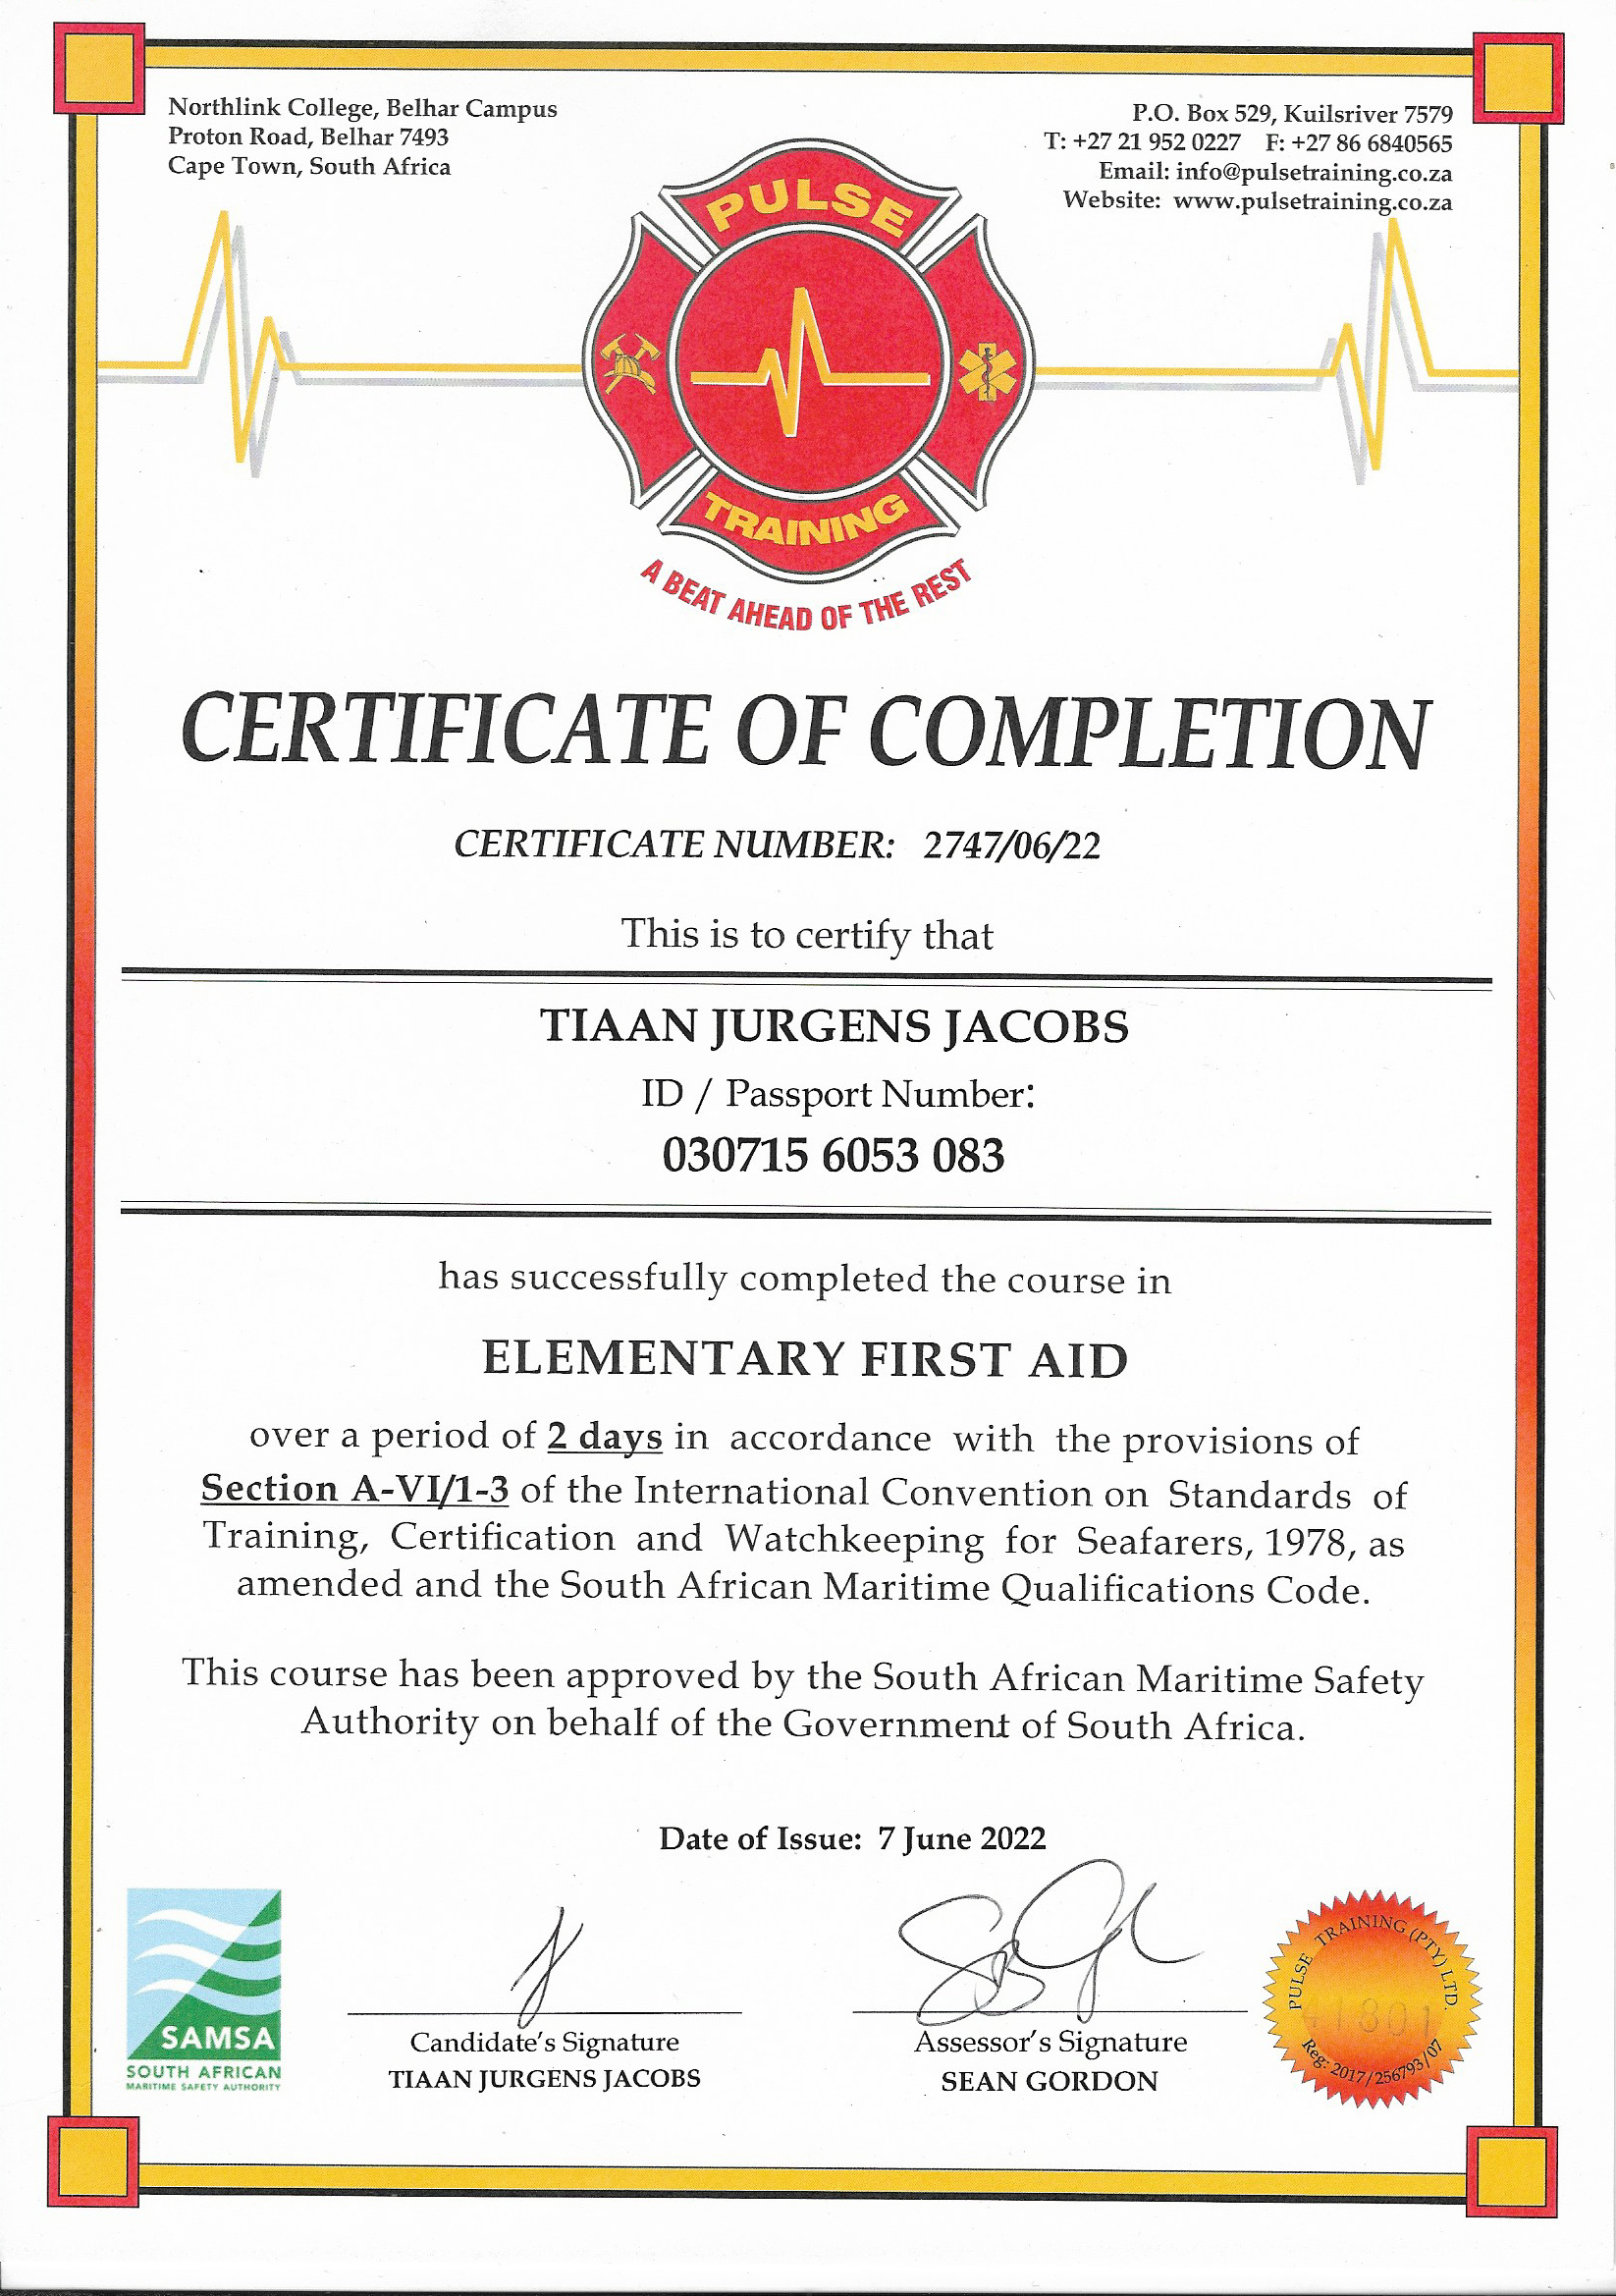 Northlink College, Belhar Campus
Proton Road, Belhar 7493
Cape Town, South Africa
P.O. Box 529, Kuilsriver 7579
T: +27 21 952 0227 F: +27 86 6840565
Email: info@pulsetraining.co.za
Website: www.pulsetraining.co.za
PULSE
TRAINING
A BEAT AHEAD OF THE REST
CERTIFICATE OF COMPLETION
CERTIFICATE NUMBER: 2747/06/22
This is to certify that
TIAAN JURGENS JACOBS
ID / Passport Number:
030715 6053 083
has successfully completed the course in
ELEMENTARY FIRST AID
over a period of 2 days in accordance with the provisions of
Section A-VI/1-3 of the International Convention on Standards of
Training, Certification and Watchkeeping for Seafarers, 1978, as
amended and the South African Maritime Qualifications Code.
This course has been approved by the South African Maritime Safety
Authority on behalf of the Government of South Africa.
Date of Issue: 7 June 2022
SAMSA
SOUTH AFRICAN
MARITIME SAFETY AUTHORITY
Candidate's Signature
TIAAN JURGENS JACOBS
Assessor's Signature
SEAN GORDON
PULSE TRAINING (PTY) LTD.
Reg: 2017/256793/07